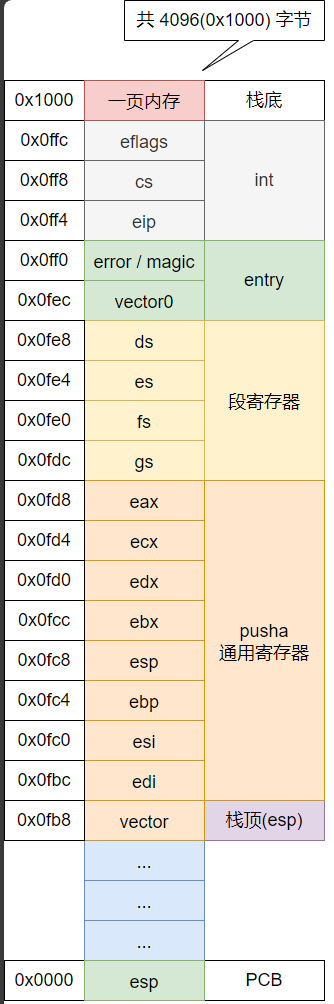 共 4096(0x1000) 字节
0x1000 一页内存 栈底
0x0ffc eflags
0x0ff8 cs int
0x0ff4 eip
0x0ff0 error / magic
entry
0x0fec vector0
0x0fe8 ds
0x0fe4 es
段寄存器
0x0fe0 fs
0x0fdc gs
0x0fd8 eax
0x0fd4 ecx
0x0fd0 edx
0x0fcc ebx
pusha
通用寄存器
0x0fc8 esp
0x0fc4 ebp
0x0fc0 esi
0x0fbc edi
0x0fb8 vector 栈顶(esp)
...
...
...
0x0000 esp PCB